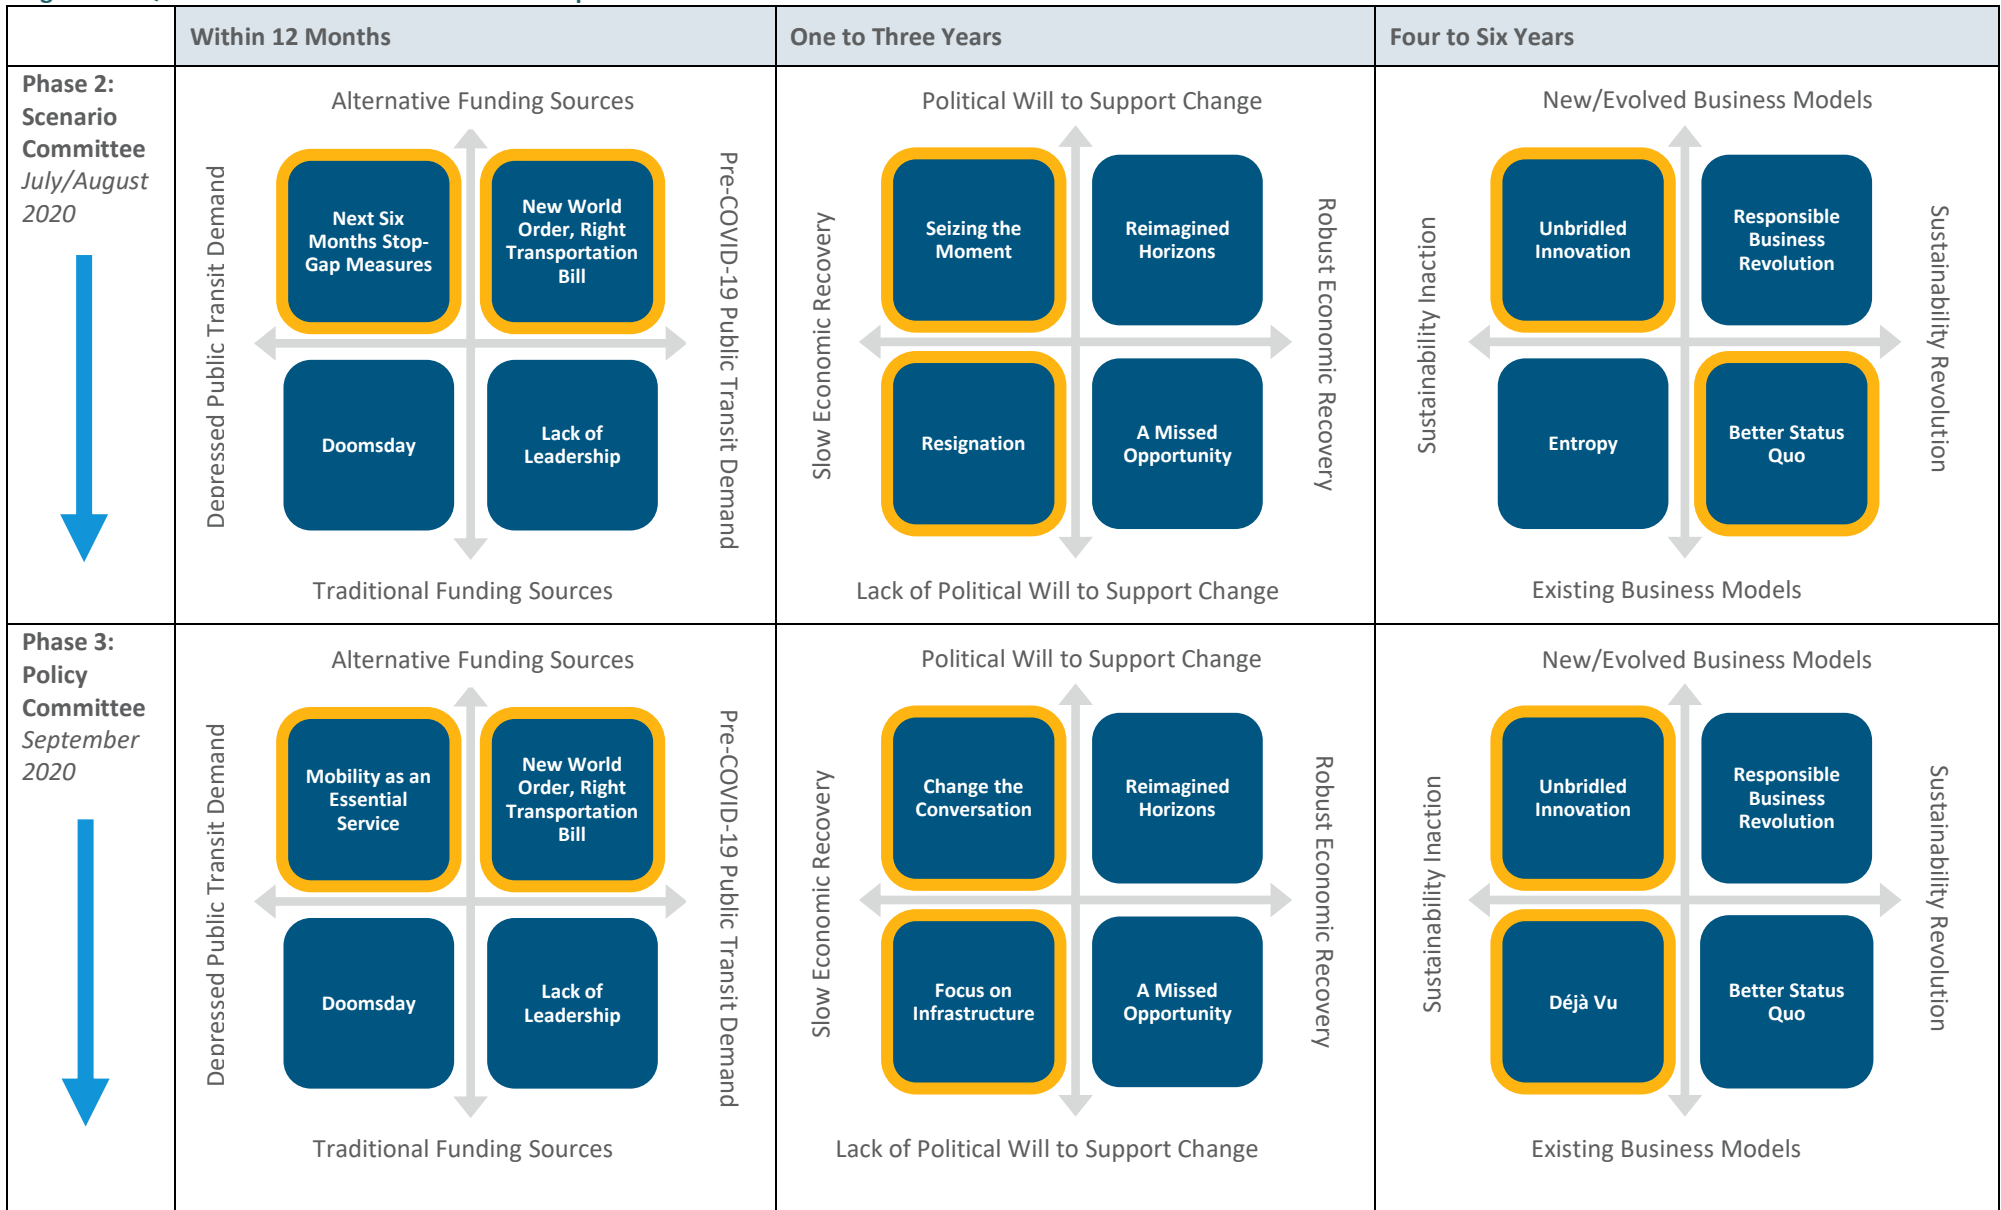 Within 12 Months
One to Three Years
Four to Six Years
Phase 2:
Scenario
Committee
July/August
2020
Alternative Funding Sources
Depressed Public Transit Demand
Pre-COVID-19 Public Transit Demand
Next Six
Months Stop-
Gap Measures
New World
Order, Right
Transportation
Bill
Doomsday
Lack of
Leadership
Traditional Funding Sources
Political Will to Support Change
Slow Economic Recovery
Robust Economic Recovery
Seizing the
Moment
Reimagined
Horizons
Resignation
A Missed
Opportunity
Lack of Political Will to Support Change
New/Evolved Business Models
Sustainability Inaction
Sustainability Revolution
Unbridled
Innovation
Responsible
Business
Revolution
Entropy
Better Status
Quo
Existing Business Models
Phase 3:
Policy
Committee
September
2020
Alternative Funding Sources
Depressed Public Transit Demand
Pre-COVID-19 Public Transit Demand
Mobility as an
Essential
Service
New World
Order, Right
Transportation
Bill
Doomsday
Lack of
Leadership
Traditional Funding Sources
Political Will to Support Change
Slow Economic Recovery
Robust Economic Recovery
Change the
Conversation
Reimagined
Horizons
Focus on
Infrastructure
A Missed
Opportunity
Lack of Political Will to Support Change
New/Evolved Business Models
Sustainability Inaction
Sustainability Revolution
Unbridled
Innovation
Responsible
Business
Revolution
Déjà Vu
Better Status
Quo
Existing Business Models